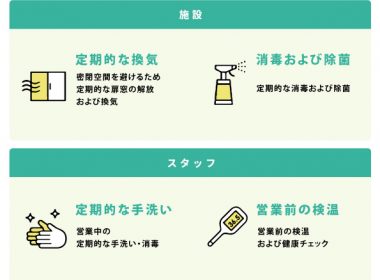 施設
定期的な換気
密閉空間を避けるため
定期的な扉窓の解放
および換気
消毒および除菌
定期的な消毒および除菌
スタッフ
定期的な手洗い
営業中の
定期的な手洗い・消毒
36.5
営業前の検温
営業前の検温
および健康チェック